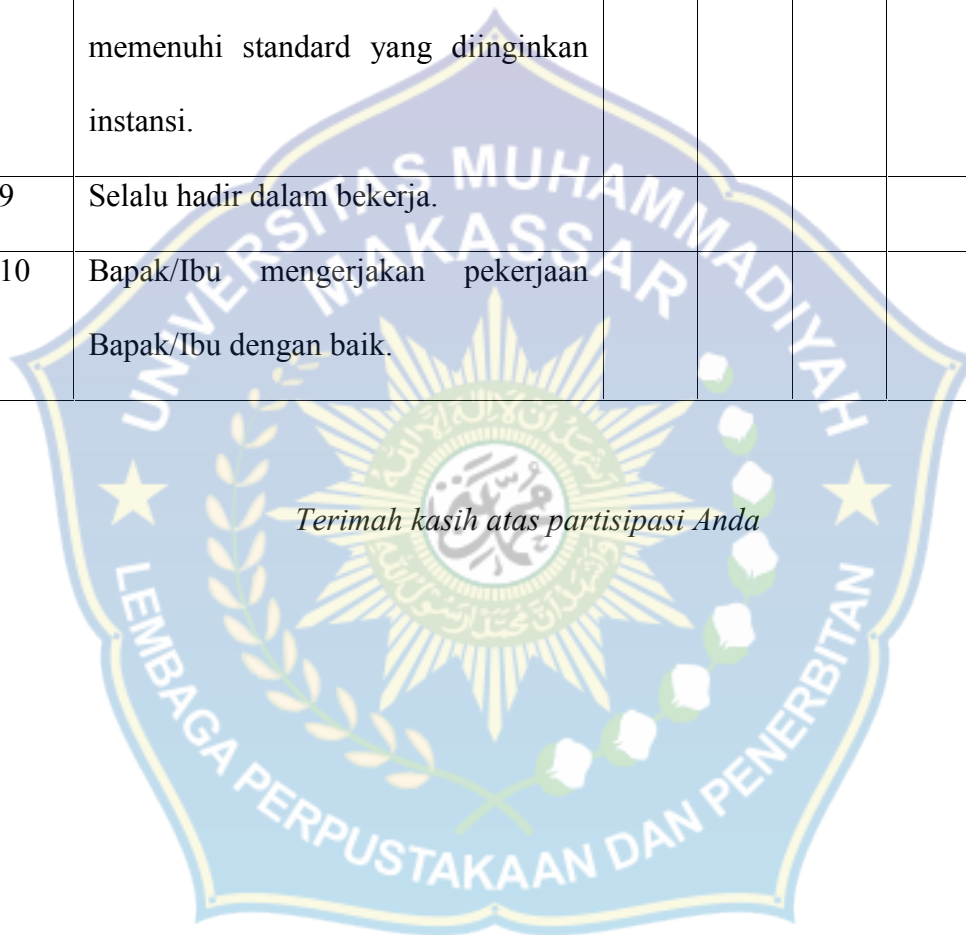 memenuhi standard yang diinginkan
instansi.
9 Selalu hadir dalam bekerja.
10 Bapak/Ibu mengerjakan pekerjaan
Bapak/Ibu dengan baik.
Terimah kasih atas partisipasi Anda
UNIVERSITAS MUHAMMADIYAH
MAKASSAR
LEMBAGA PERPUSTAKAAN DAN PENERBITAN